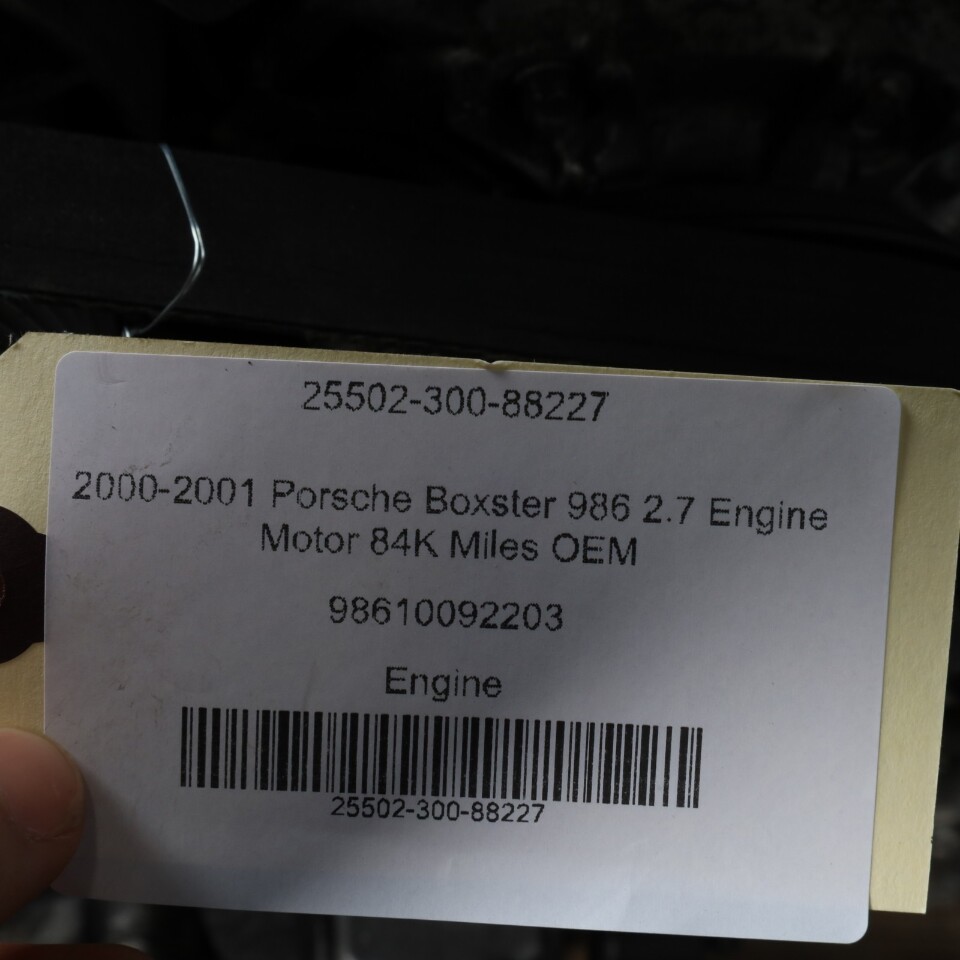 25502-300-88227
2000-2001 Porsche Boxster 986 2.7 Engine
Motor 84K Miles OEM
98610092203
Engine
25502-300-88227